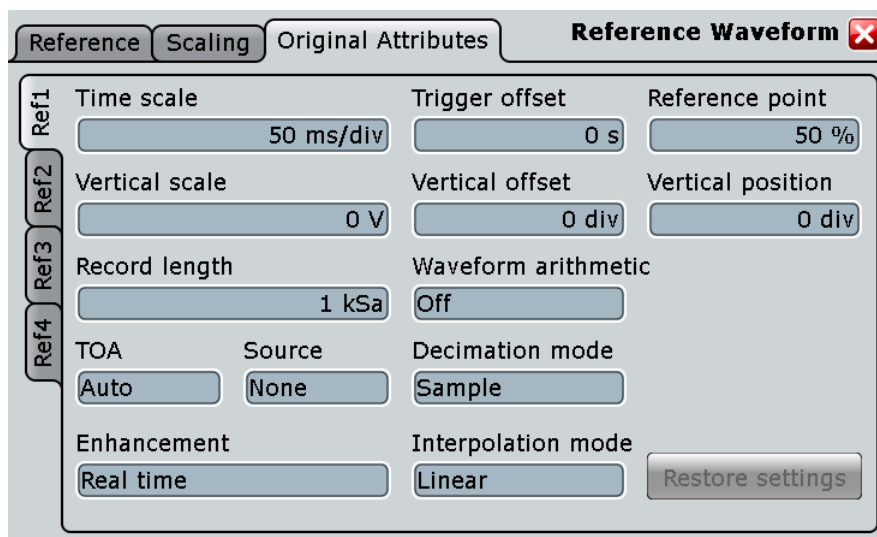 Reference Scaling Original Attributes Reference Waveform
Ref1
Ref2
Ref3
Ref4
Time scale Trigger offset Reference point
50 ms/div 0 s 50 %
Vertical scale Vertical offset Vertical position
0 V 0 div 0 div
Record length Waveform arithmetic
1 kSa Off
TOA Source Decimation mode
Auto None Sample
Enhancement Interpolation mode
Real time Linear Restore settings